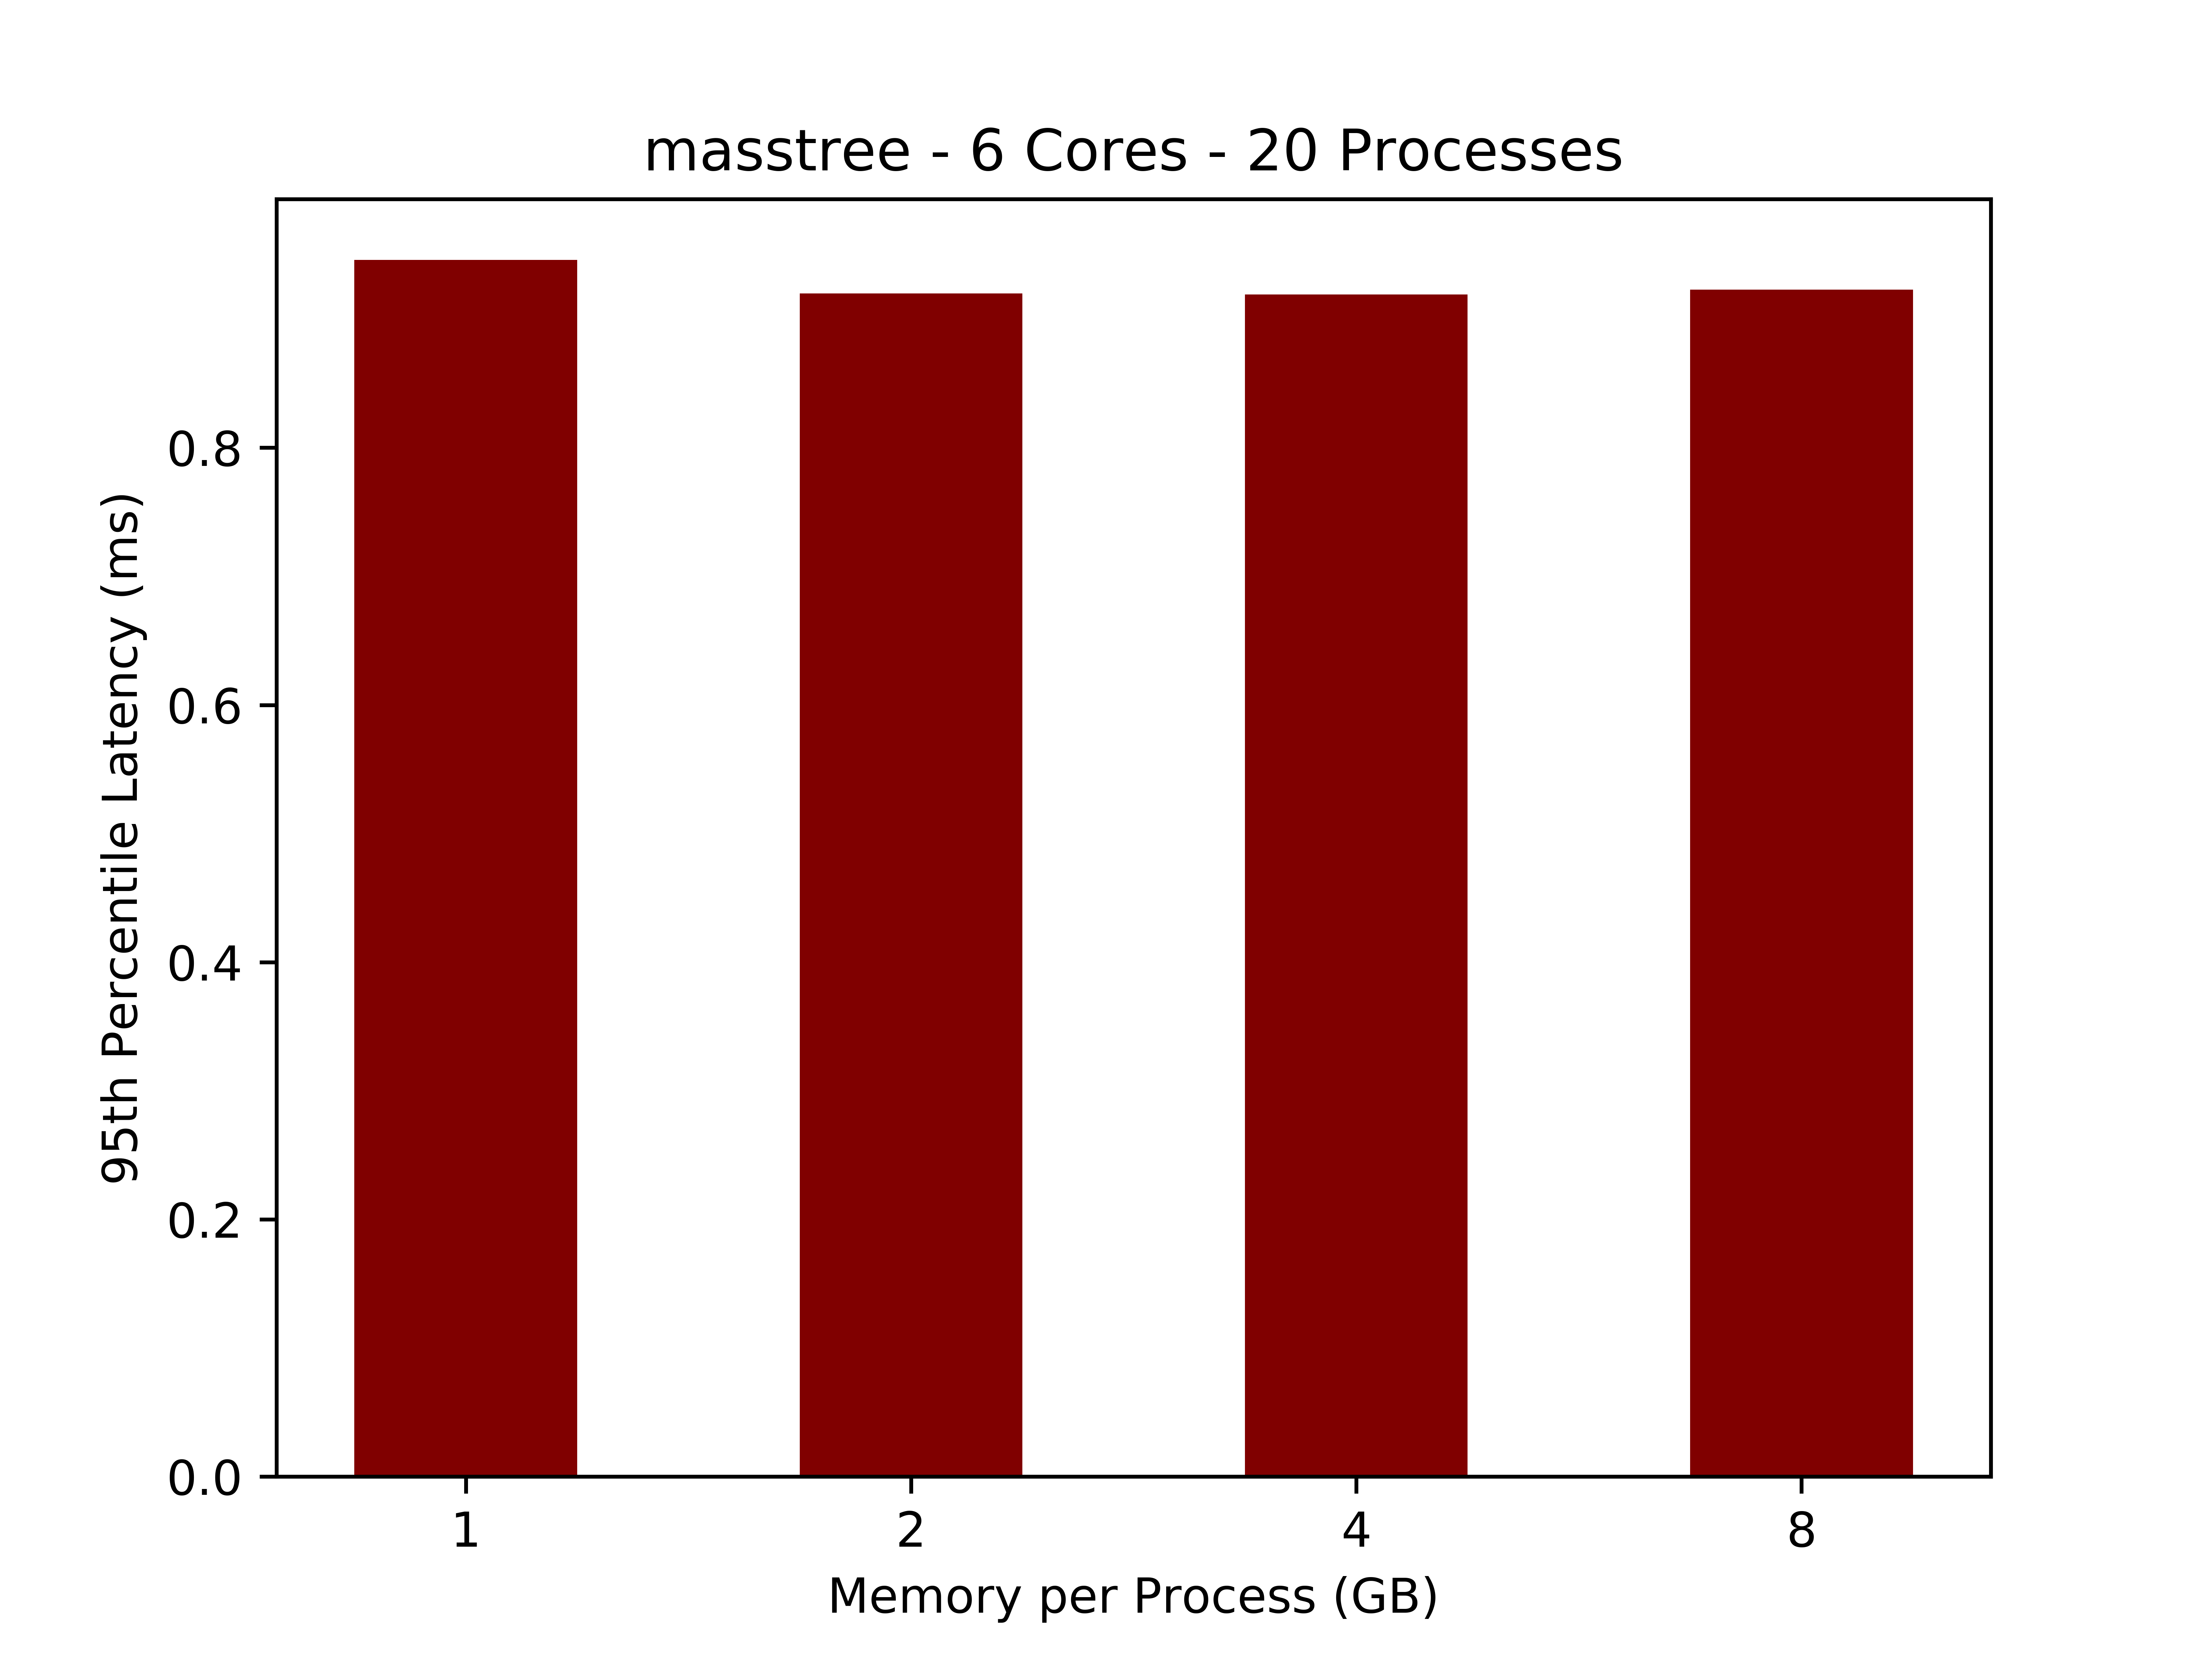 masstree - 6 Cores - 20 Processes
95th Percentile Latency (ms)
0.8
0.6
0.4
0.2
0.0
1 2 4 8
Memory per Process (GB)